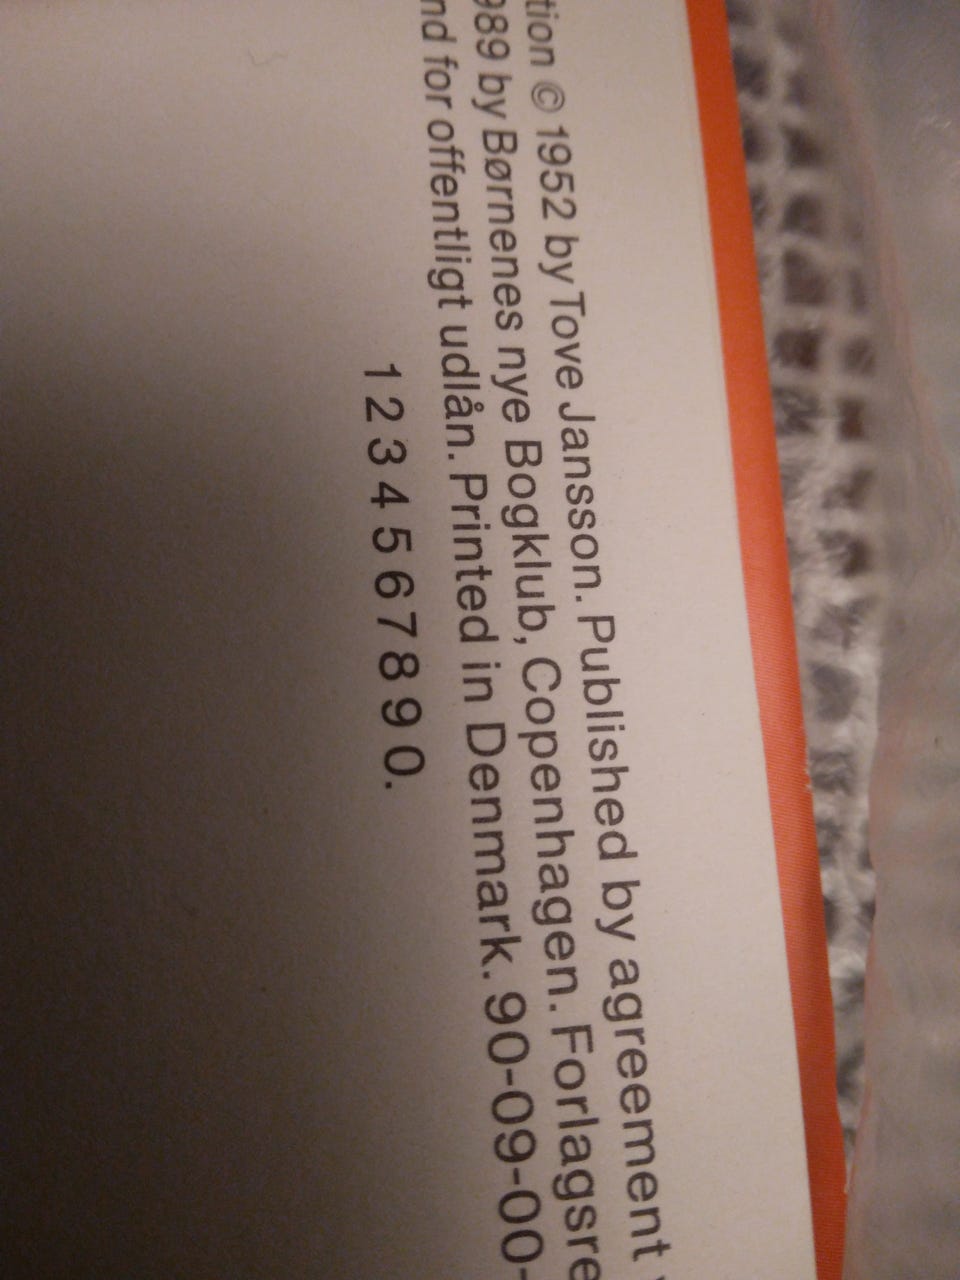 tion © 1952 by Tove Jansson. Published by agreement
989 by Børnenes nye Bogklub, Copenhagen. Forlagsre
nd for offentligt udlån. Printed in Denmark. 90-09-00-
1 2 3 4 5 6 7 8 9 0.